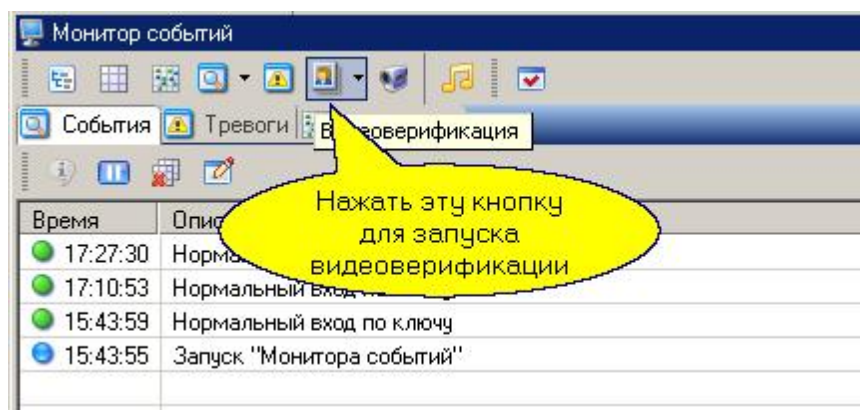 Монитор событий
События Тревоги
Видеоверификация
Нажать эту кнопку
для запуска
видеоверификации
Время
17:27:30
17:10:53 Нормальный вход
15:43:59 Нормальный вход по ключу
15:43:55 Запуск "Монитора событий"